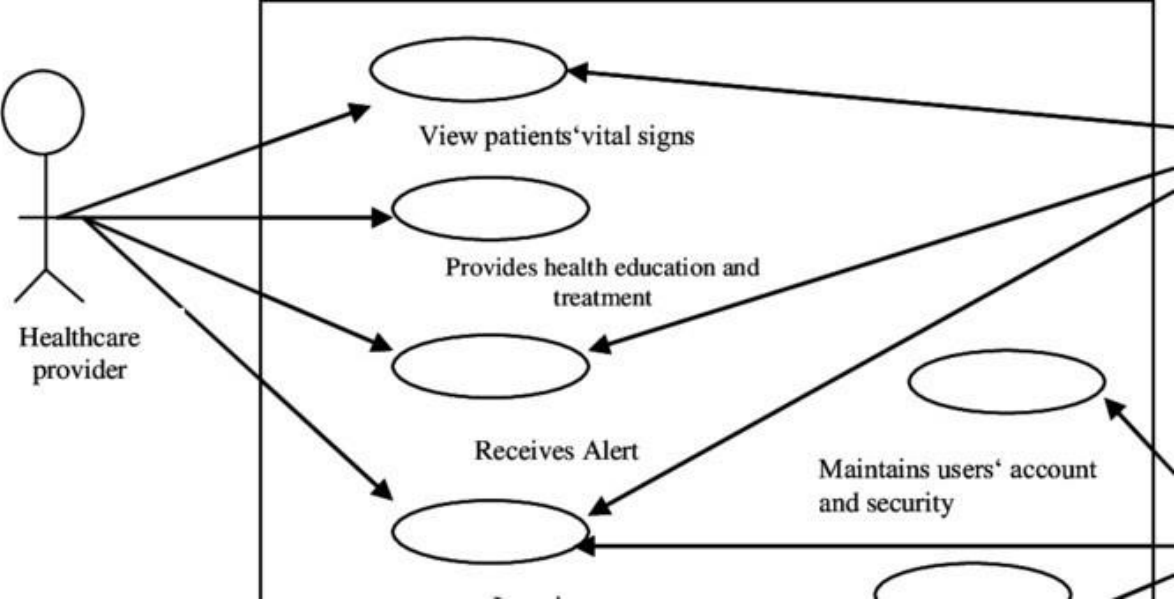 View patients‘vital signs
Provides health education and
treatment
Healthcare
provider
Receives Alert
Maintains users‘ account
and security